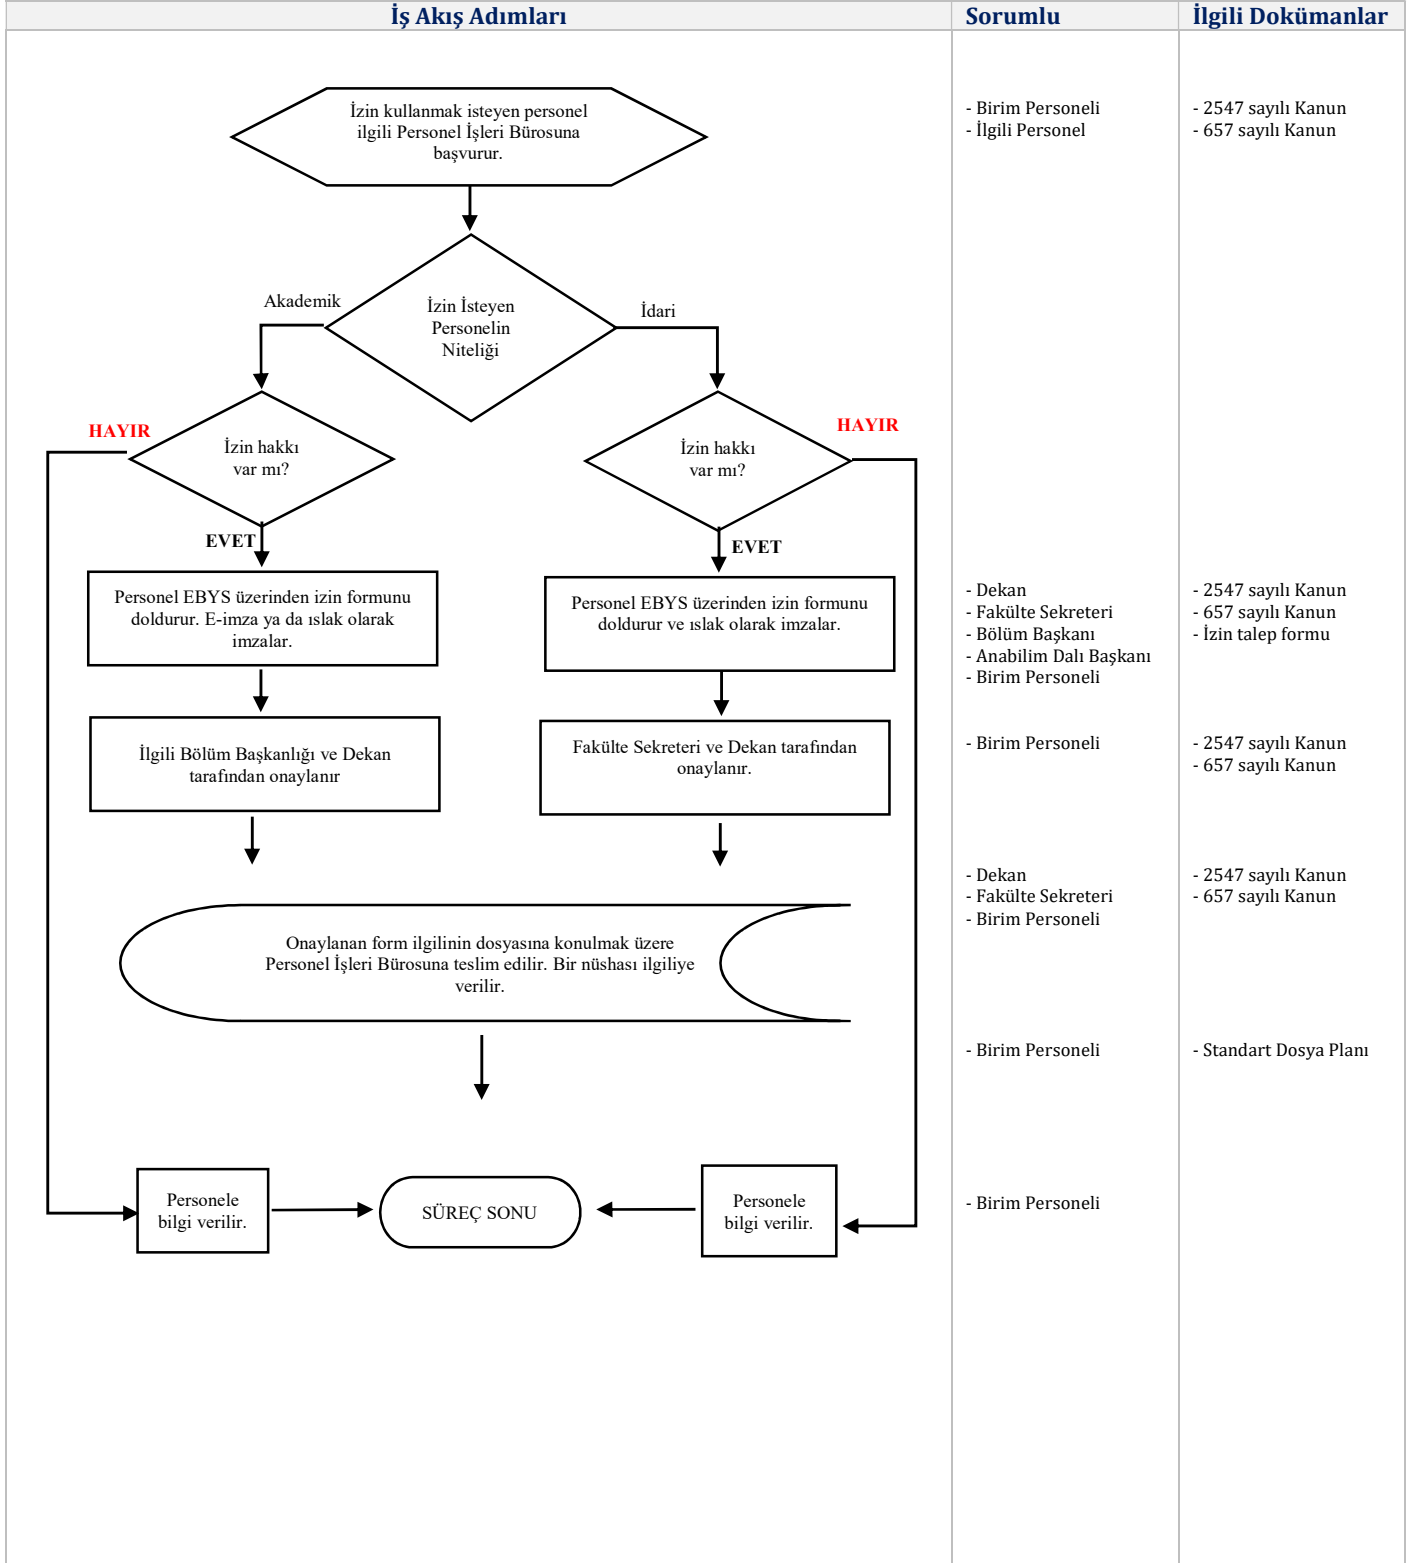 İş Akış Adımları
Sorumlu
İlgili Dokümanlar
İzin kullanmak isteyen personel
ilgili Personel İşleri Bürosuna
başvurur.
- Birim Personeli
- İlgili Personel
- 2547 sayılı Kanun
- 657 sayılı Kanun
Akademik
İzin İsteyen
Personelin
Niteliği
İdari
HAYIR
İzin hakkı
var mı?
İzin hakkı
var mı?
HAYIR
EVET
EVET
Personel EBYS üzerinden izin formunu
doldurur. E-imza ya da ıslak olarak
imzalar.
Personel EBYS üzerinden izin formunu
doldurur ve ıslak olarak imzalar.
- Dekan
- Fakülte Sekreteri
- Bölüm Başkanı
- Anabilim Dalı Başkanı
- Birim Personeli
- 2547 sayılı Kanun
- 657 sayılı Kanun
- İzin talep formu
İlgili Bölüm Başkanlığı ve Dekan
tarafından onaylanır
Fakülte Sekreteri ve Dekan tarafından
onaylanır.
- Birim Personeli
- 2547 sayılı Kanun
- 657 sayılı Kanun
Onaylanan form ilgilinin dosyasına konulmak üzere
Personel İşleri Bürosuna teslim edilir. Bir nüshası ilgiliye
verilir.
- Dekan
- Fakülte Sekreteri
- Birim Personeli
- 2547 sayılı Kanun
- 657 sayılı Kanun
- Birim Personeli
- Standart Dosya Planı
Personele
bilgi verilir.
SÜREÇ SONU
Personele
bilgi verilir.
- Birim Personeli